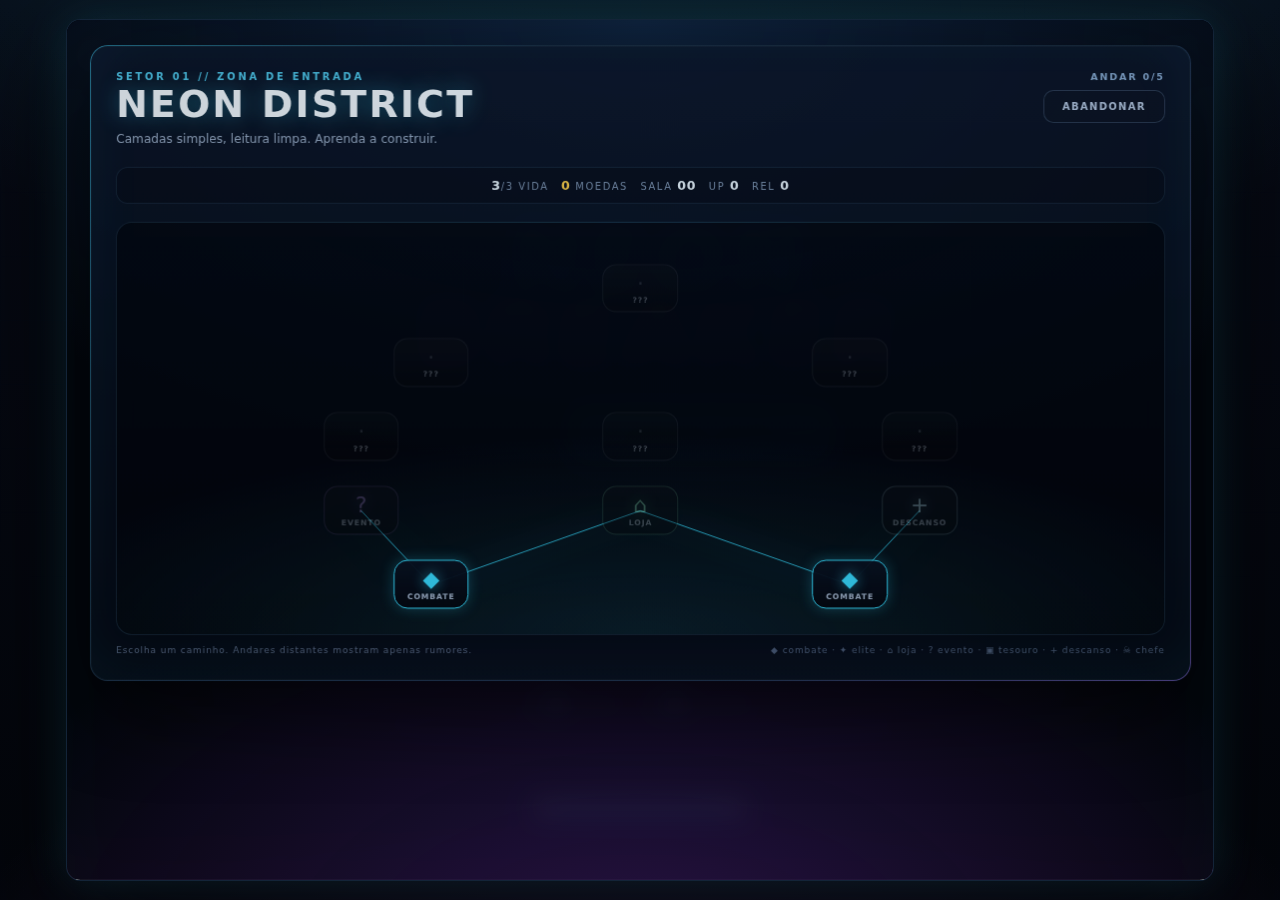 SETOR 01 // ZONA DE ENTRADA
ANDAR 0/5
NEON DISTRICT
ABANDONAR
Camadas simples, leitura limpa. Aprenda a construir.
3/3 VIDA 0 MOEDAS SALA 00 UP 0 REL 0
???
??? ???
??? ??? ???
?
EVENTO LOJA DESCANSO
COMBATE COMBATE
Escolha um caminho. Andares distantes mostram apenas rumores.
◆ combate · ✦ elite · ⌂ loja · ? evento · ▣ tesouro · + descanso · ☠ chefe